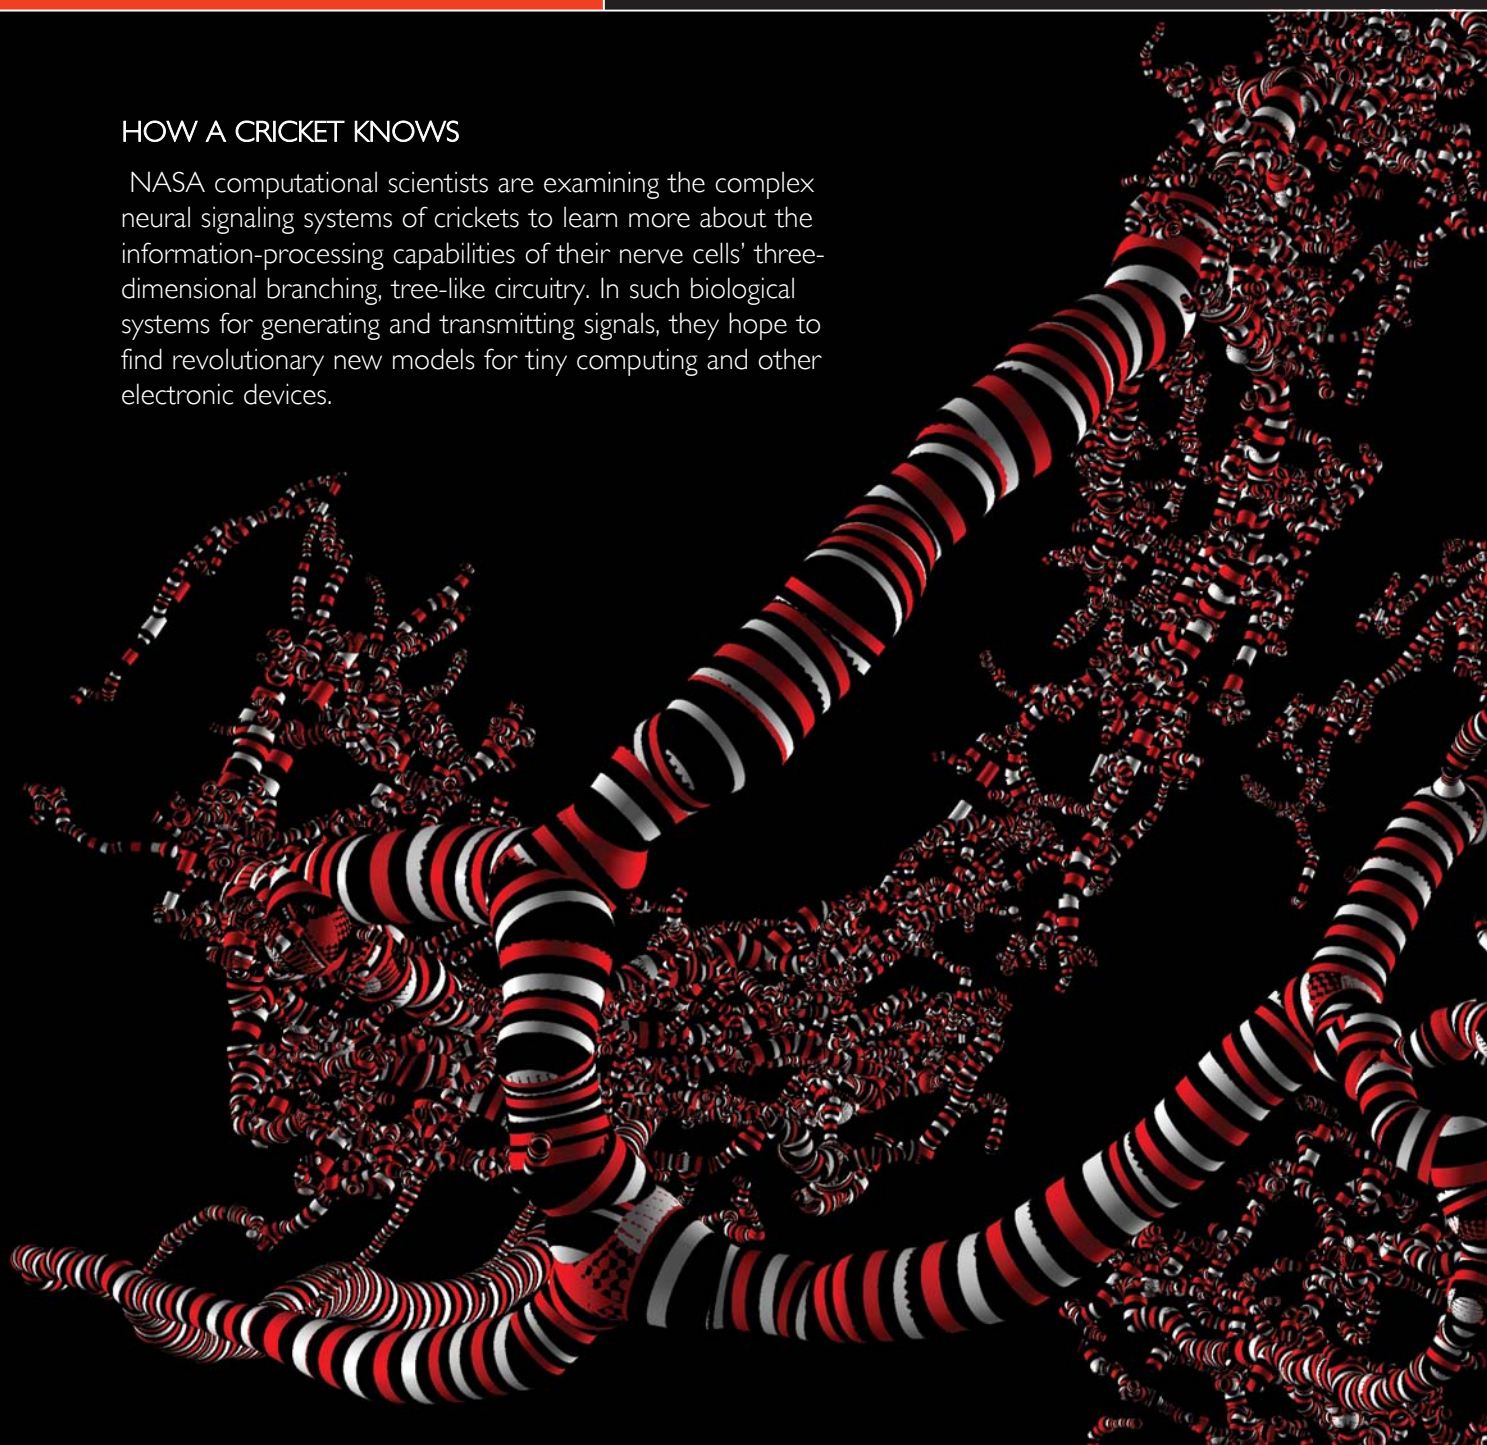 HOW A CRICKET KNOWS
NASA computational scientists are examining the complex
neural signaling systems of crickets to learn more about the
information-processing capabilities of their nerve cells’ three-
dimensional branching, tree-like circuitry. In such biological
systems for generating and transmitting signals, they hope to
find revolutionary new models for tiny computing and other
electronic devices.